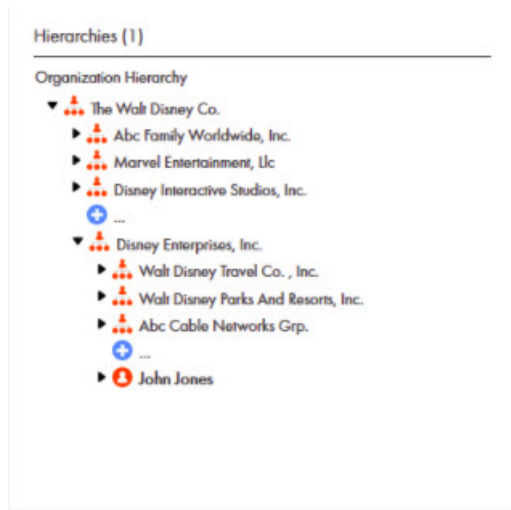 Hierarchies (1)
Organization Hierarchy
The Walt Disney Co.
Abc Family Worldwide, Inc.
Marvel Entertainment, Llc
Disney Interactive Studios, Inc.
...
Disney Enterprises, Inc.
Walt Disney Travel Co. , Inc.
Walt Disney Parks And Resorts, Inc.
Abc Cable Networks Grp.
...
John Jones